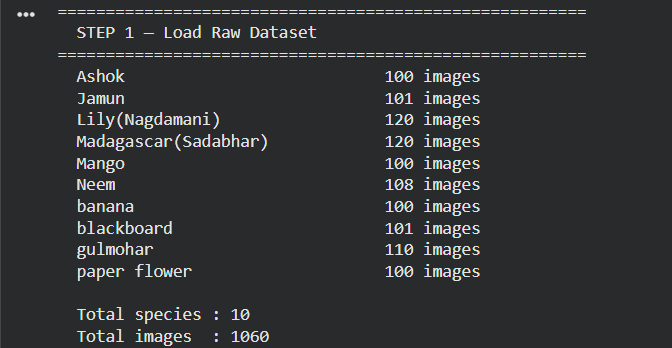 =======================================================
STEP 1 — Load Raw Dataset
=======================================================
Ashok 100 images
Jamun 101 images
Lily(Nagdamani) 120 images
Madagascar(Sadabhar) 120 images
Mango 100 images
Neem 108 images
banana 100 images
blackboard 101 images
gulmohar 110 images
paper flower 100 images
Total species : 10
Total images  : 1060